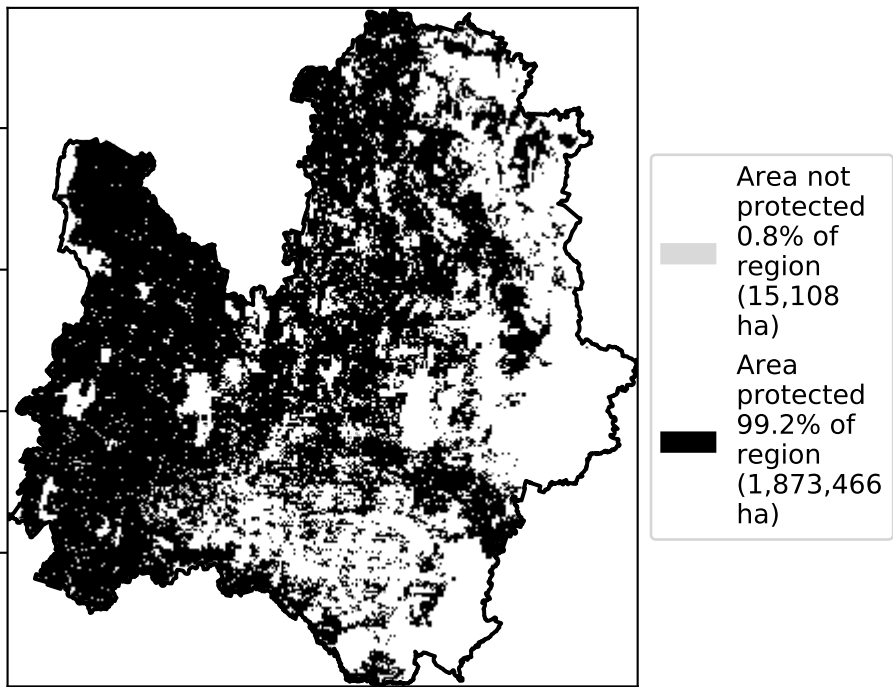 Area not
protected
0.8% of
region
(15,108
ha)
Area
protected
99.2% of
region
(1,873,466
ha)